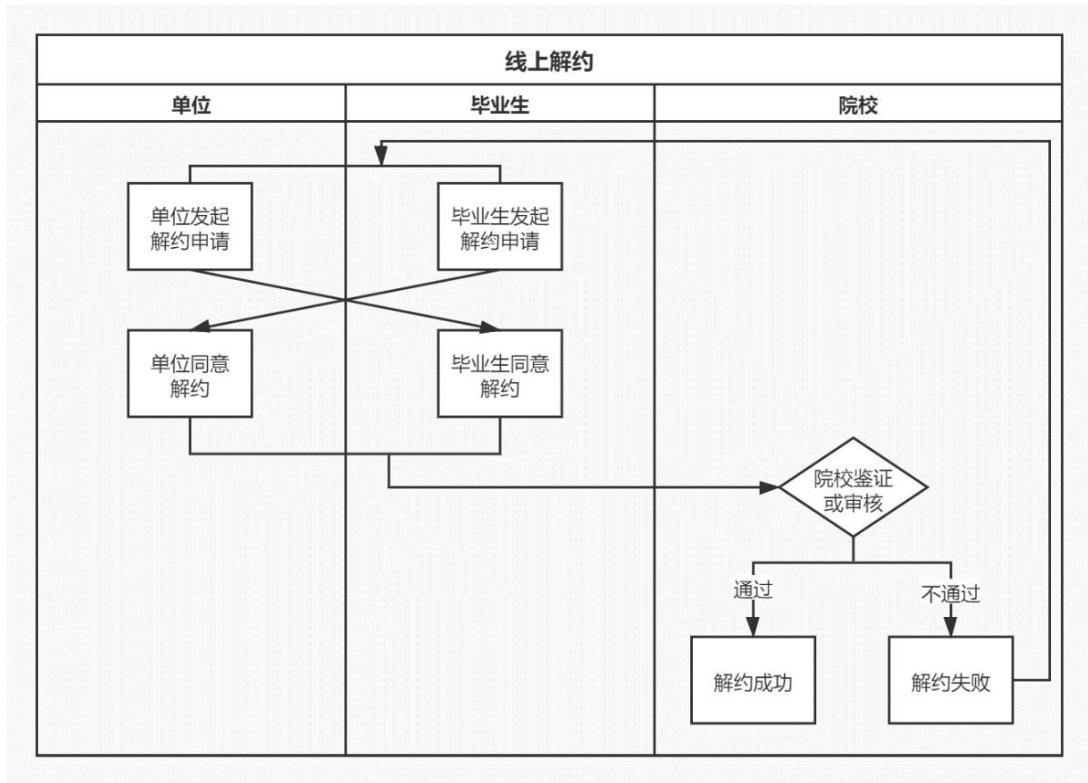 线上解约
单位
毕业生
院校
单位发起
解约申请
毕业生发起
解约申请
单位同意
解约
毕业生同意
解约
院校鉴证
或审核
通过
不通过
解约成功
解约失败